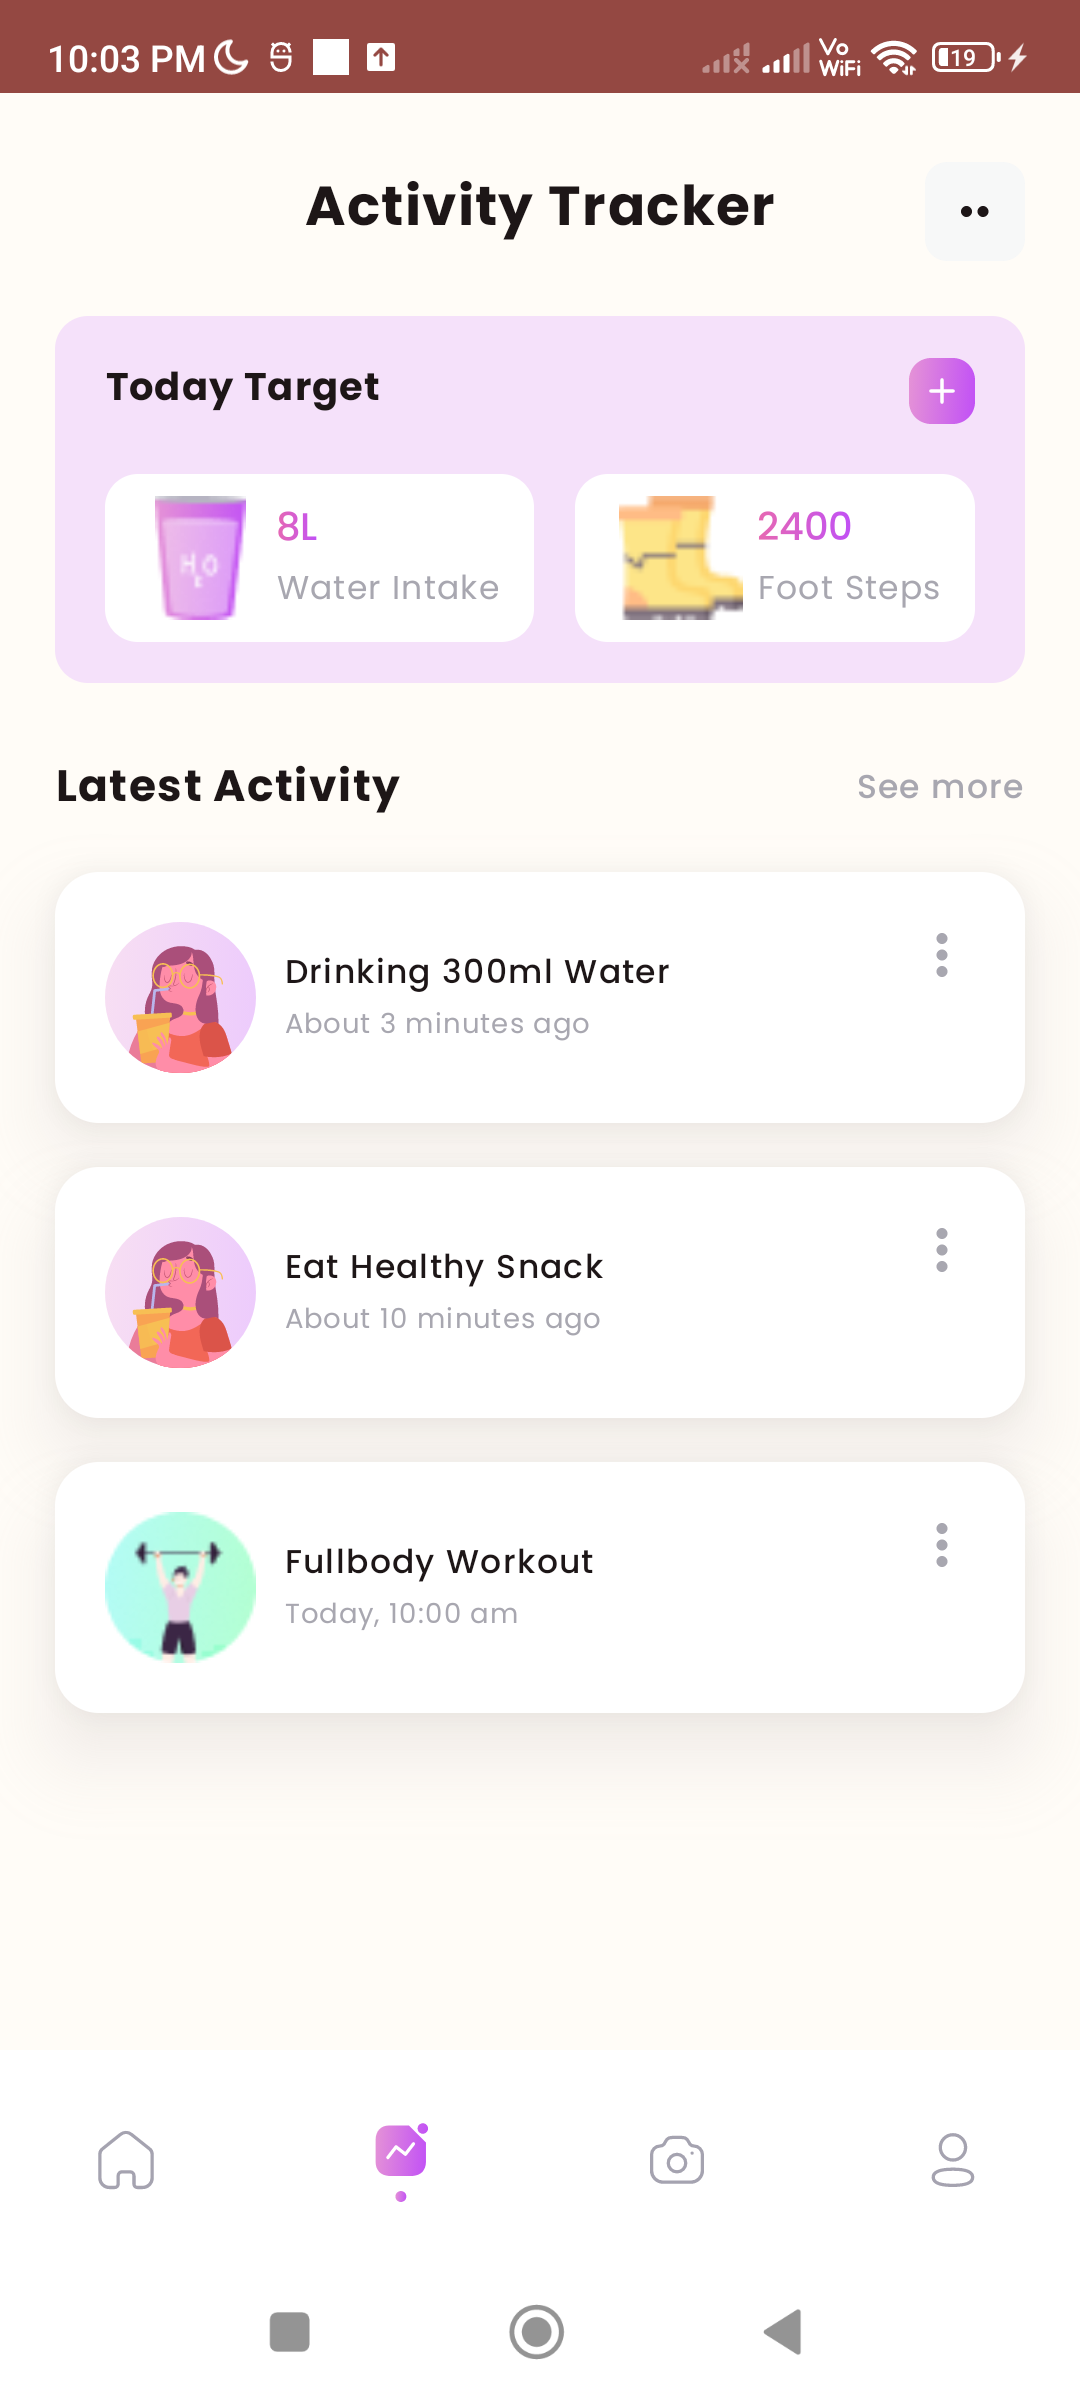 10:03 PM
Vo
WiFi
19
Activity Tracker
Today Target
8L
Water Intake
2400
Foot Steps
Latest Activity
See more
Drinking 300ml Water
About 3 minutes ago
Eat Healthy Snack
About 10 minutes ago
Fullbody Workout
Today, 10:00 am